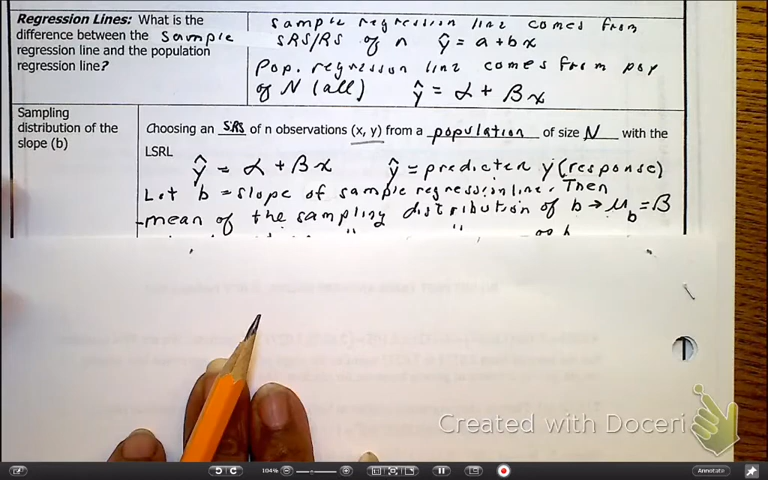 Regression Lines: What is the
difference between the Sample
regression line and the population
regression line?
sample regression line comes from
SRS/RS of n ŷ = a + bx
Pop. regression line comes from pop
of N (all) ŷ = α + βx
Sampling
distribution of the
slope (b)
Choosing an SRS of n observations (x, y) from a population of size N with the
LSRL
ŷ = α + βx ŷ = predicted y (response)
Let b = slope of sample regression line. Then
-mean of the sampling distribution of b → μb = β
Created with Doceri
104%
Annotate